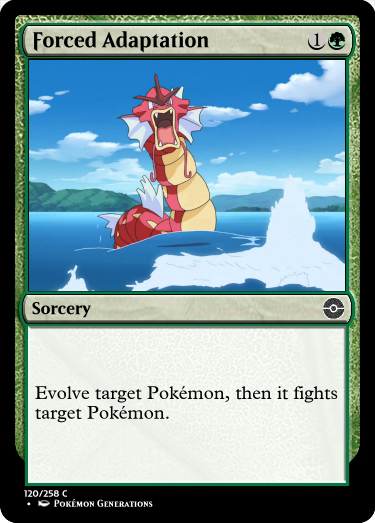 Forced Adaptation 1
Sorcery
Evolve target Pokémon, then it fights
target Pokémon.
120/258 C
• Pokémon Generations